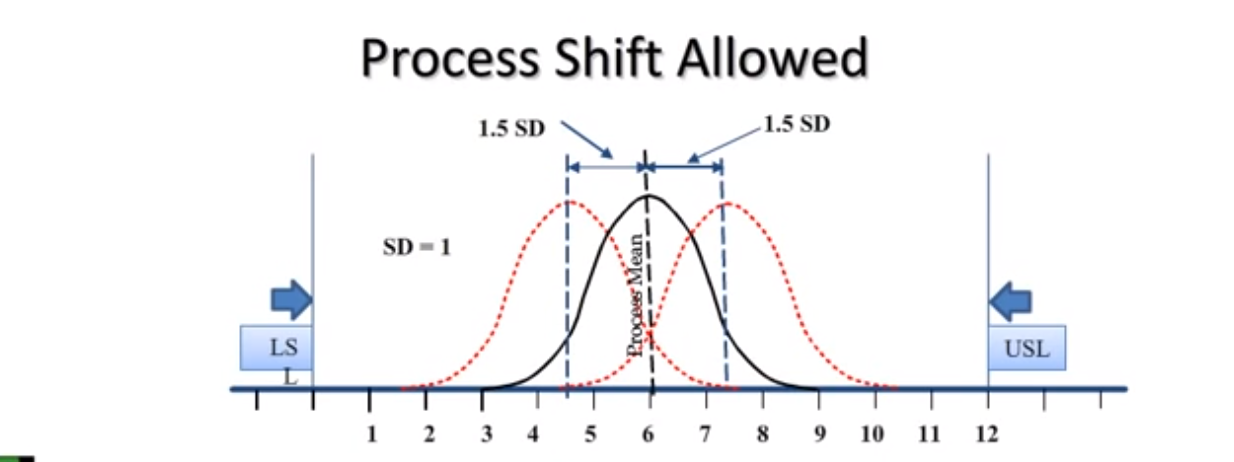 Process Shift Allowed
1.5 SD
1.5 SD
SD = 1
Process Mean
LS
L
USL
1 2 3 4 5 6 7 8 9 10 11 12